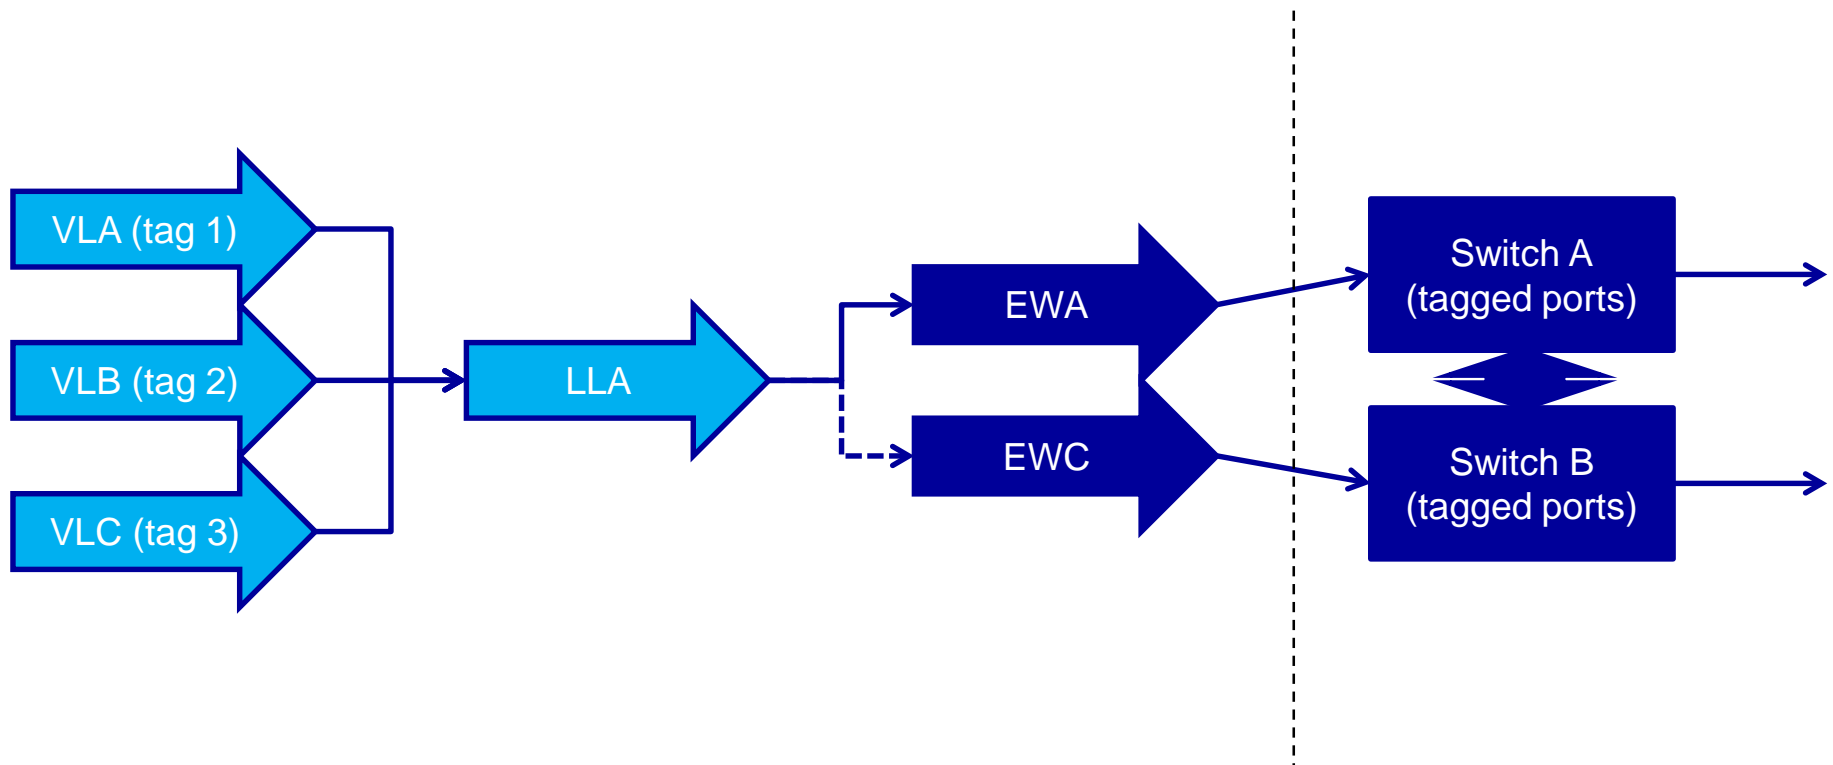 VLA (tag 1)
VLB (tag 2)
VLC (tag 3)
LLA
EWA
EWC
Switch A
(tagged ports)
Switch B
(tagged ports)